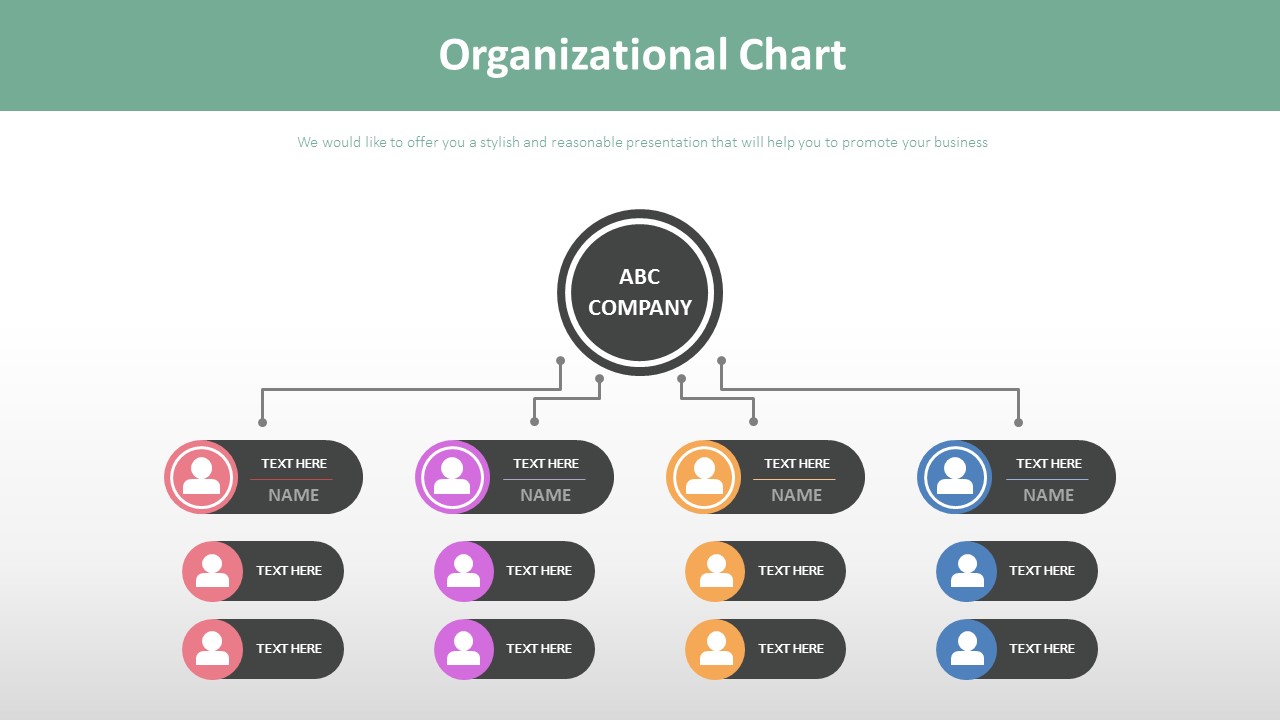 Organizational Chart
We would like to offer you a stylish and reasonable presentation that will help you to promote your business
ABC
COMPANY
TEXT HERE
NAME
TEXT HERE
NAME
TEXT HERE
NAME
TEXT HERE
NAME
TEXT HERE
TEXT HERE
TEXT HERE
TEXT HERE
TEXT HERE
TEXT HERE
TEXT HERE
TEXT HERE